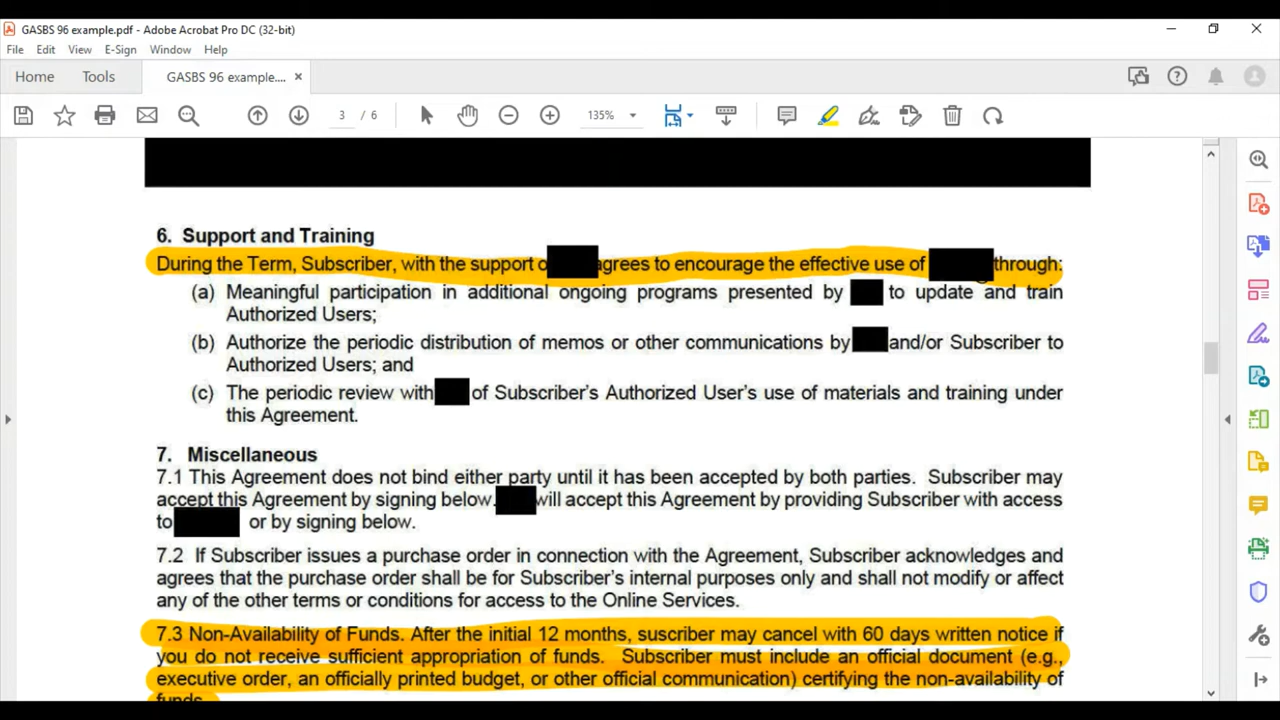 GASBS 96 example.pdf - Adobe Acrobat Pro DC (32-bit)
File Edit View E-Sign Window Help
Home Tools GASBS 96 example.... ×
3 / 6 135%
6. Support and Training
During the Term, Subscriber, with the support o agrees to encourage the effective use of through:
(a) Meaningful participation in additional ongoing programs presented by to update and train
Authorized Users;
(b) Authorize the periodic distribution of memos or other communications by and/or Subscriber to
Authorized Users; and
(c) The periodic review with of Subscriber's Authorized User's use of materials and training under
this Agreement.
7. Miscellaneous
7.1 This Agreement does not bind either party until it has been accepted by both parties. Subscriber may
accept this Agreement by signing below. will accept this Agreement by providing Subscriber with access
to or by signing below.
7.2 If Subscriber issues a purchase order in connection with the Agreement, Subscriber acknowledges and
agrees that the purchase order shall be for Subscriber's internal purposes only and shall not modify or affect
any of the other terms or conditions for access to the Online Services.
7.3 Non-Availability of Funds. After the initial 12 months, suscriber may cancel with 60 days written notice if
you do not receive sufficient appropriation of funds. Subscriber must include an official document (e.g.,
executive order, an officially printed budget, or other official communication) certifying the non-availability of
funds.